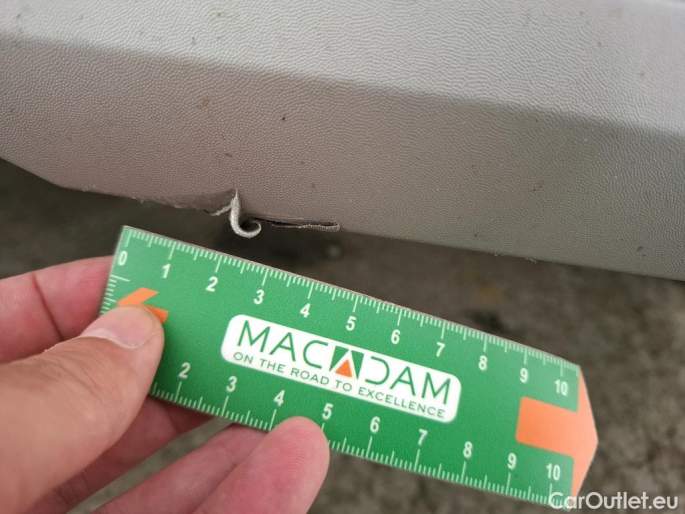 0 1 2 3 4 5 6 7 8 9 10
MACADAM
ON THE ROAD TO EXCELLENCE
2 3 4 5 6 7 8 9 10
CarOutlet.eu